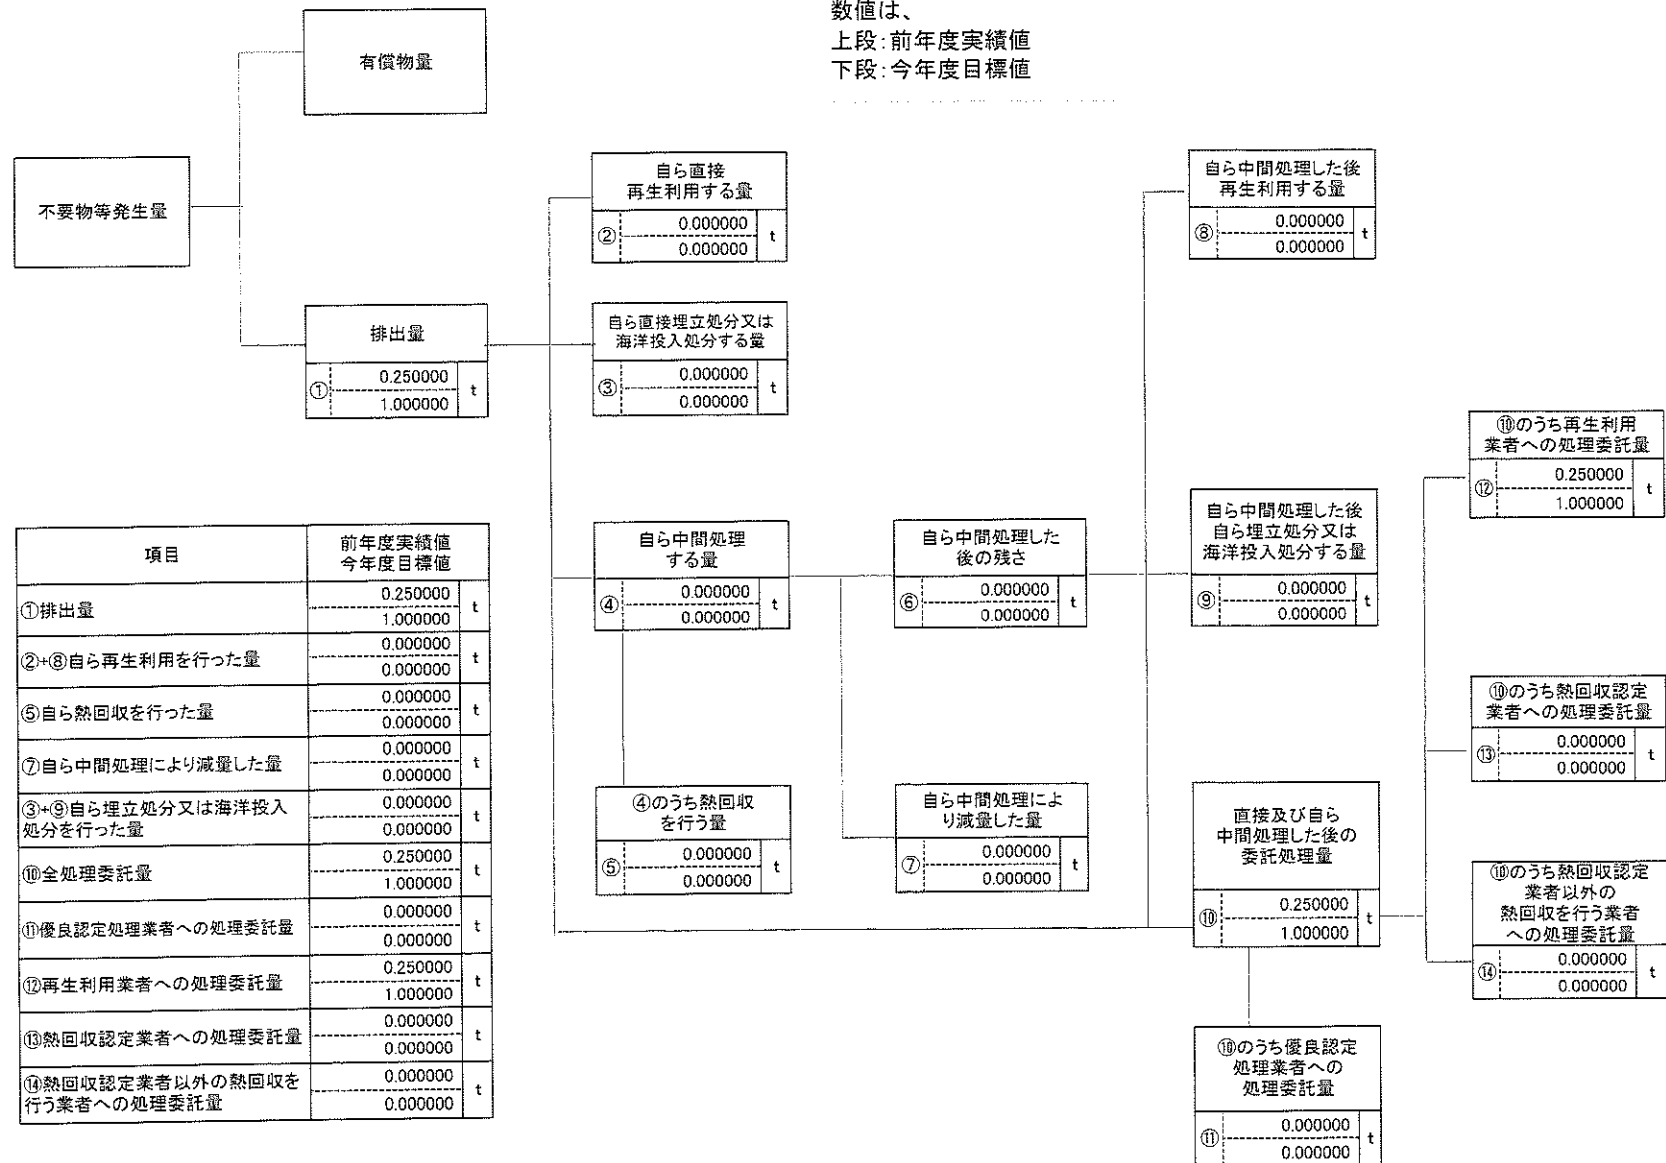 数値は、
上段:前年度実績値
下段:今年度目標値
有償物量
不要物等発生量
排出量
① 0.250000 t
1.000000
自ら直接
再生利用する量
② 0.000000 t
0.000000
自ら直接埋立処分又は
海洋投入処分する量
③ 0.000000 t
0.000000
自ら中間処理
する量
④ 0.000000 t
0.000000
④のうち熱回収
を行う量
⑤ 0.000000 t
0.000000
自ら中間処理した
後の残さ
⑥ 0.000000 t
0.000000
自ら中間処理によ
り減量した量
⑦ 0.000000 t
0.000000
自ら中間処理した後
再生利用する量
⑧ 0.000000 t
0.000000
自ら中間処理した後
自ら埋立処分又は
海洋投入処分する量
⑨ 0.000000 t
0.000000
直接及び自ら
中間処理した後の
委託処理量
⑩ 0.250000 t
1.000000
⑩のうち優良認定
処理業者への
処理委託量
⑪ 0.000000 t
0.000000
⑩のうち再生利用
業者への処理委託量
⑫ 0.250000 t
1.000000
⑩のうち熱回収認定
業者への処理委託量
⑬ 0.000000 t
0.000000
⑩のうち熱回収認定
業者以外の
熱回収を行う業者
への処理委託量
⑭ 0.000000 t
0.000000
項目 前年度実績値
今年度目標値
①排出量 0.250000 t
1.000000
②+⑧自ら再生利用を行った量 0.000000 t
0.000000
⑤自ら熱回収を行った量 0.000000 t
0.000000
⑦自ら中間処理により減量した量 0.000000 t
0.000000
③+⑨自ら埋立処分又は海洋投入 0.000000 t
処分を行った量 0.000000
⑩全処理委託量 0.250000 t
1.000000
⑪優良認定処理業者への処理委託量 0.000000 t
0.000000
⑫再生利用業者への処理委託量 0.250000 t
1.000000
⑬熱回収認定業者への処理委託量 0.000000 t
0.000000
⑭熱回収認定業者以外の熱回収を 0.000000 t
行う業者への処理委託量 0.000000